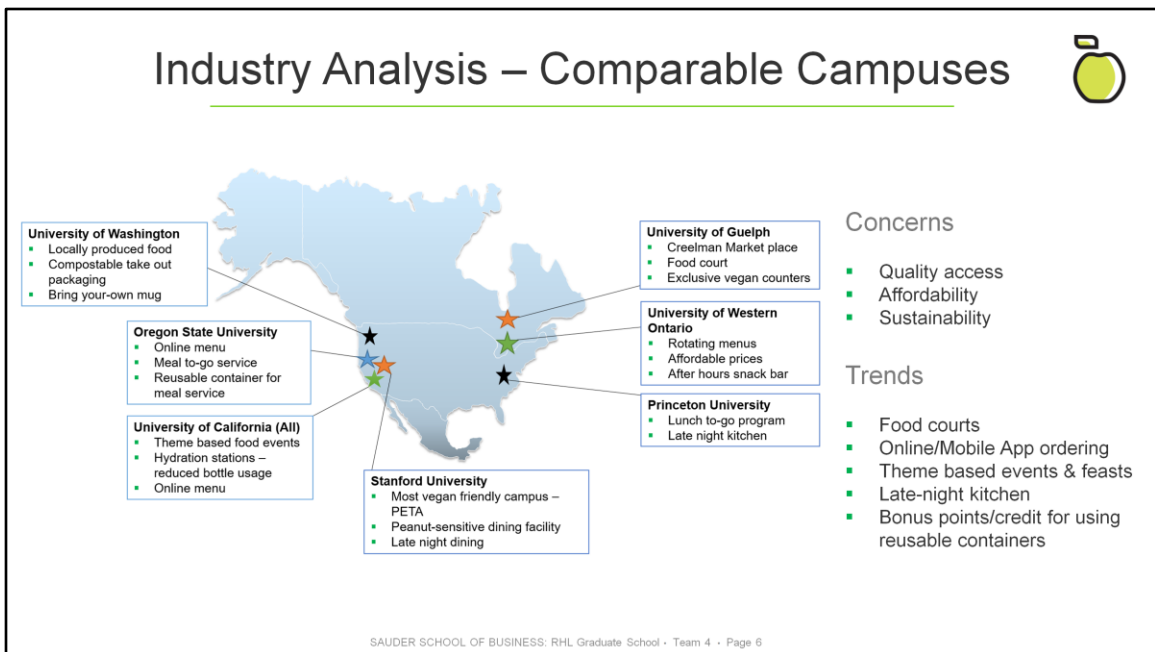 Industry Analysis – Comparable Campuses
University of Washington
▪ Locally produced food
▪ Compostable take out
packaging
▪ Bring your-own mug
Oregon State University
▪ Online menu
▪ Meal to-go service
▪ Reusable container for
meal service
University of California (All)
▪ Theme based food events
▪ Hydration stations –
reduced bottle usage
▪ Online menu
Stanford University
▪ Most vegan friendly campus –
PETA
▪ Peanut-sensitive dining facility
▪ Late night dining
University of Guelph
▪ Creelman Market place
▪ Food court
▪ Exclusive vegan counters
University of Western
Ontario
▪ Rotating menus
▪ Affordable prices
▪ After hours snack bar
Princeton University
▪ Lunch to-go program
▪ Late night kitchen
Concerns
▪ Quality access
▪ Affordability
▪ Sustainability
Trends
▪ Food courts
▪ Online/Mobile App ordering
▪ Theme based events & feasts
▪ Late-night kitchen
▪ Bonus points/credit for using
reusable containers
SAUDER SCHOOL OF BUSINESS: RHL Graduate School · Team 4 · Page 6